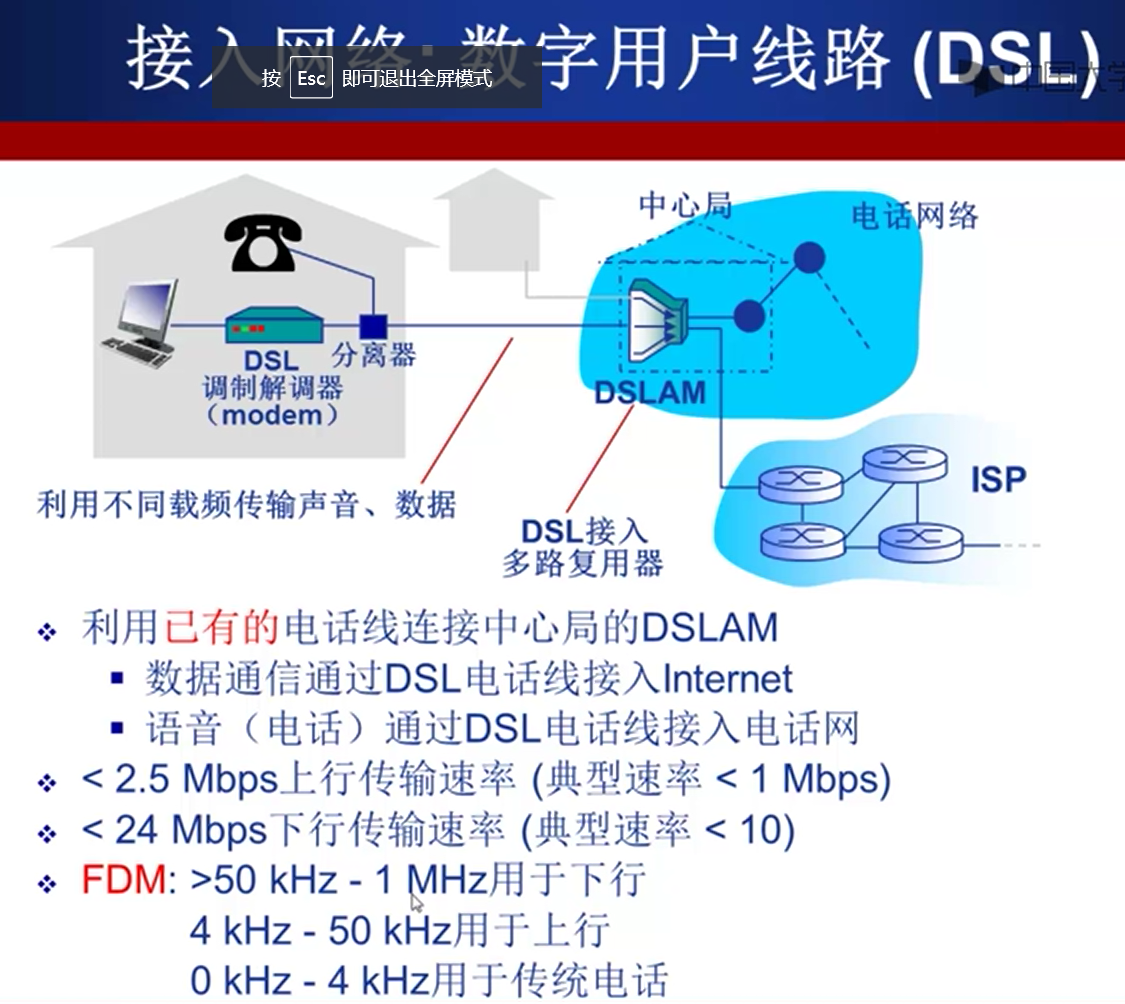 接入网络: 数字用户线路 (DSL)
按 Esc 即可退出全屏模式
中国大学
中心局
电话网络
DSL
调制解调器
（modem）
分离器
DSLAM
ISP
利用不同载频传输声音、数据
DSL接入
多路复用器
利用已有的电话线连接中心局的DSLAM
数据通信通过DSL电话线接入Internet
语音（电话）通过DSL电话线接入电话网
< 2.5 Mbps上行传输速率 (典型速率 < 1 Mbps)
< 24 Mbps下行传输速率 (典型速率 < 10)
FDM: >50 kHz - 1 MHz用于下行
4 kHz - 50 kHz用于上行
0 kHz - 4 kHz用于传统电话